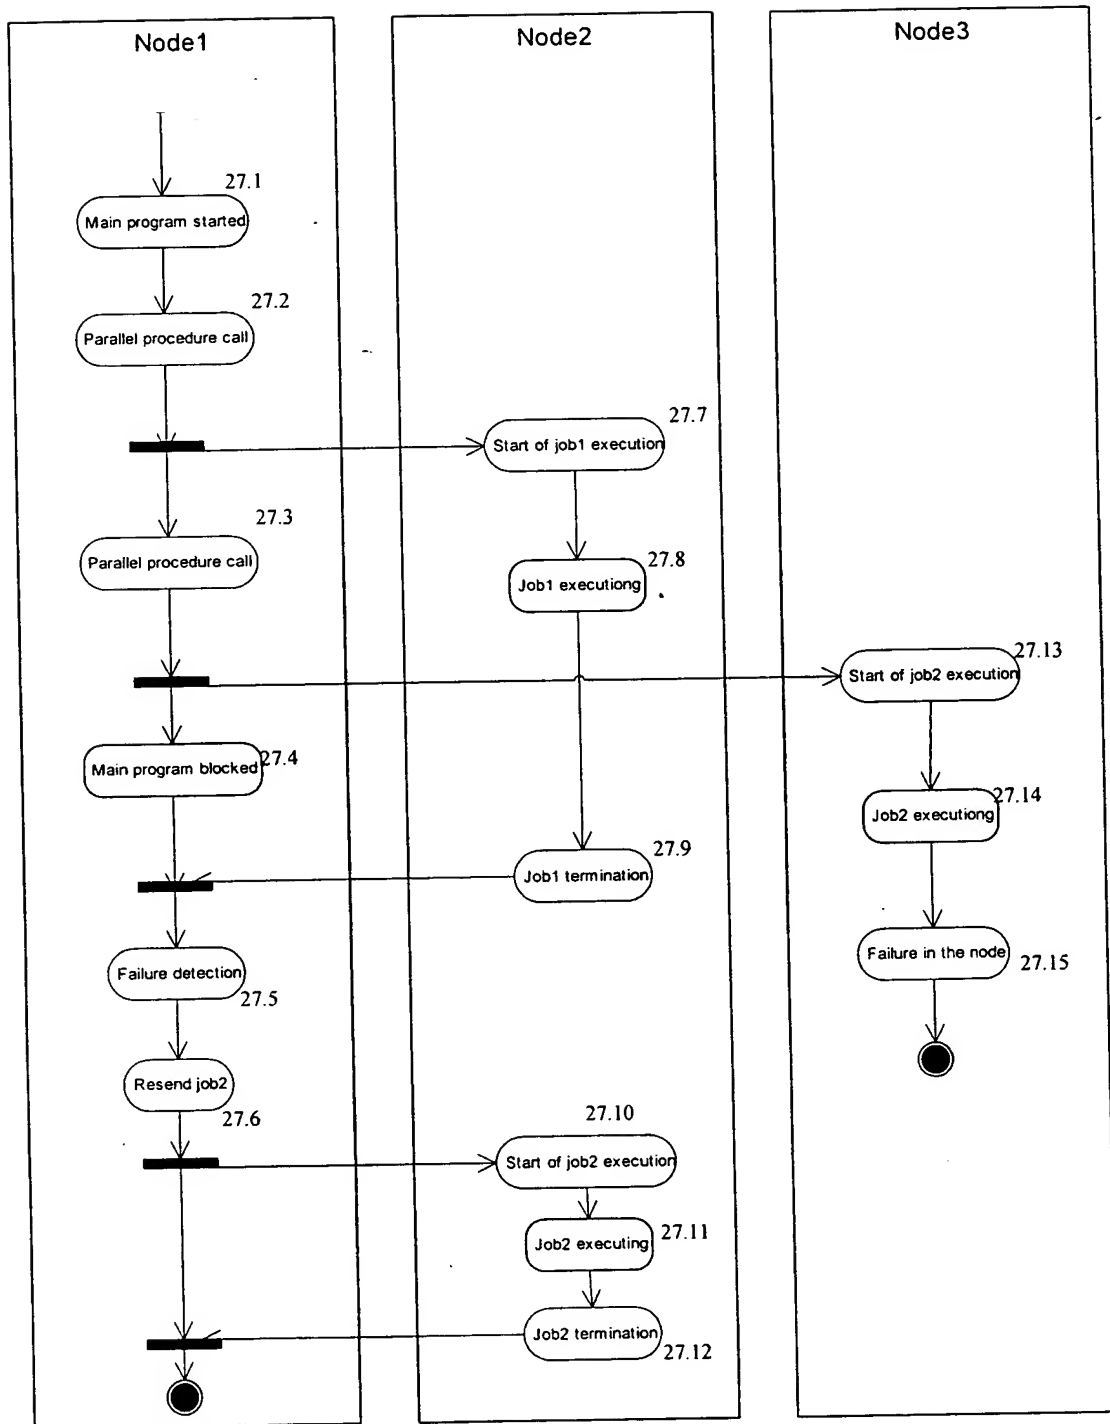 Node1
Node2
Node3
27.1
Main program started
27.2
Parallel procedure call
27.7
Start of job1 execution
27.3
Parallel procedure call
27.8
Job1 executiong
27.13
Start of job2 execution
27.4
Main program blocked
27.14
Job2 executiong
27.9
Job1 termination
Failure in the node
27.15
Failure detection
27.5
Resend job2
27.6
27.10
Start of job2 execution
27.11
Job2 executing
Job2 termination
27.12